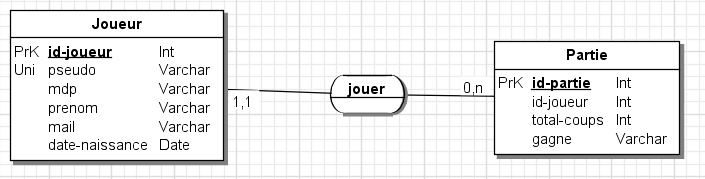 Joueur
PrK id-joueur Int
Uni pseudo Varchar
mdp Varchar
prenom Varchar
mail Varchar
date-naissance Date
1,1
jouer
0,n
Partie
PrK id-partie Int
id-joueur Int
total-coups Int
gagne Varchar